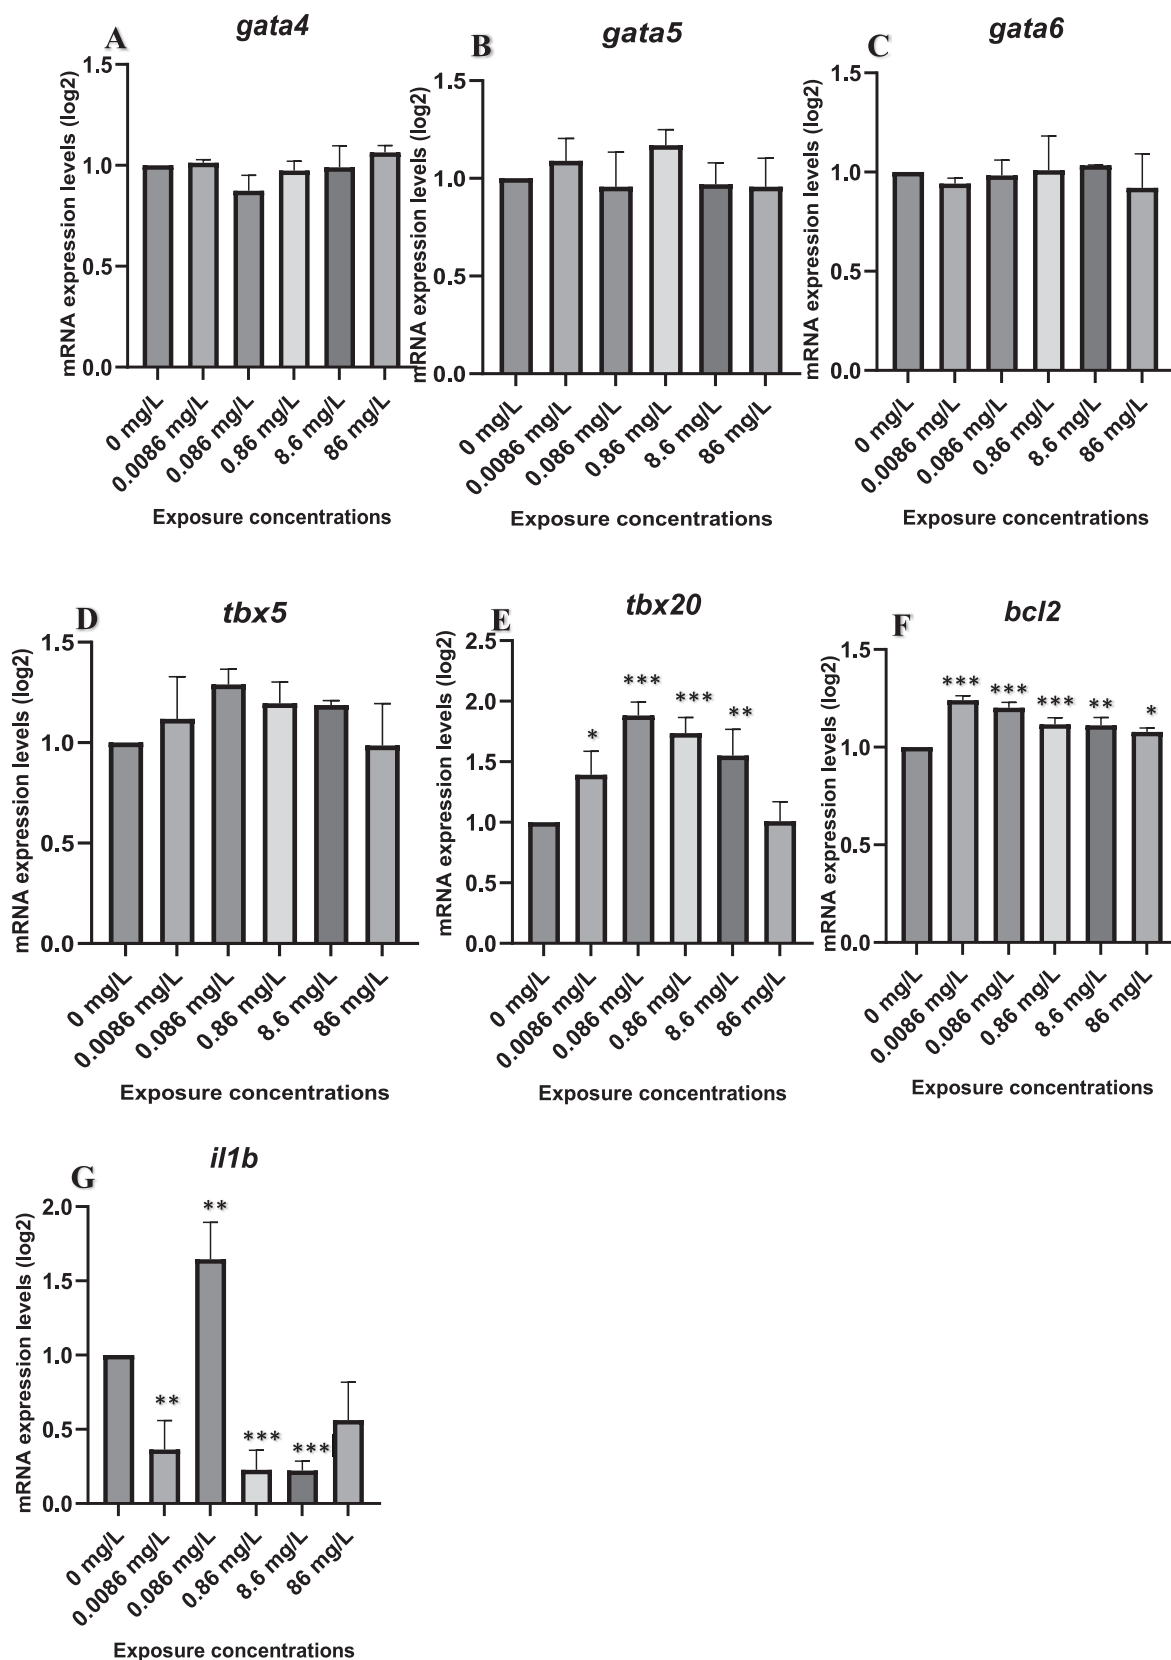 A
gata4
mRNA expression levels (log2)
1.5
1.0
0.5
0.0
0 mg/L
0.0086 mg/L
0.086 mg/L
0.86 mg/L
8.6 mg/L
86 mg/L
Exposure concentrations
B
gata5
mRNA expression levels (log2)
1.5
1.0
0.5
0.0
0 mg/L
0.0086 mg/L
0.086 mg/L
0.86 mg/L
8.6 mg/L
86 mg/L
Exposure concentrations
C
gata6
mRNA expression levels (log2)
1.5
1.0
0.5
0.0
0 mg/L
0.0086 mg/L
0.086 mg/L
0.86 mg/L
8.6 mg/L
86 mg/L
Exposure concentrations
D
tbx5
mRNA expression levels (log2)
1.5
1.0
0.5
0.0
0 mg/L
0.0086 mg/L
0.086 mg/L
0.86 mg/L
8.6 mg/L
86 mg/L
Exposure concentrations
E
tbx20
mRNA expression levels (log2)
2.5
2.0
1.5
1.0
0.5
0.0
*
***
***
**
0 mg/L
0.0086 mg/L
0.086 mg/L
0.86 mg/L
8.6 mg/L
86 mg/L
Exposure concentrations
F
bcl2
mRNA expression levels (log2)
1.5
1.0
0.5
0.0
***
***
***
**
*
0 mg/L
0.0086 mg/L
0.086 mg/L
0.86 mg/L
8.6 mg/L
86 mg/L
Exposure concentrations
G
il1b
mRNA expression levels (log2)
2.0
1.5
1.0
0.5
0.0
**
**
***
***
0 mg/L
0.0086 mg/L
0.086 mg/L
0.86 mg/L
8.6 mg/L
86 mg/L
Exposure concentrations